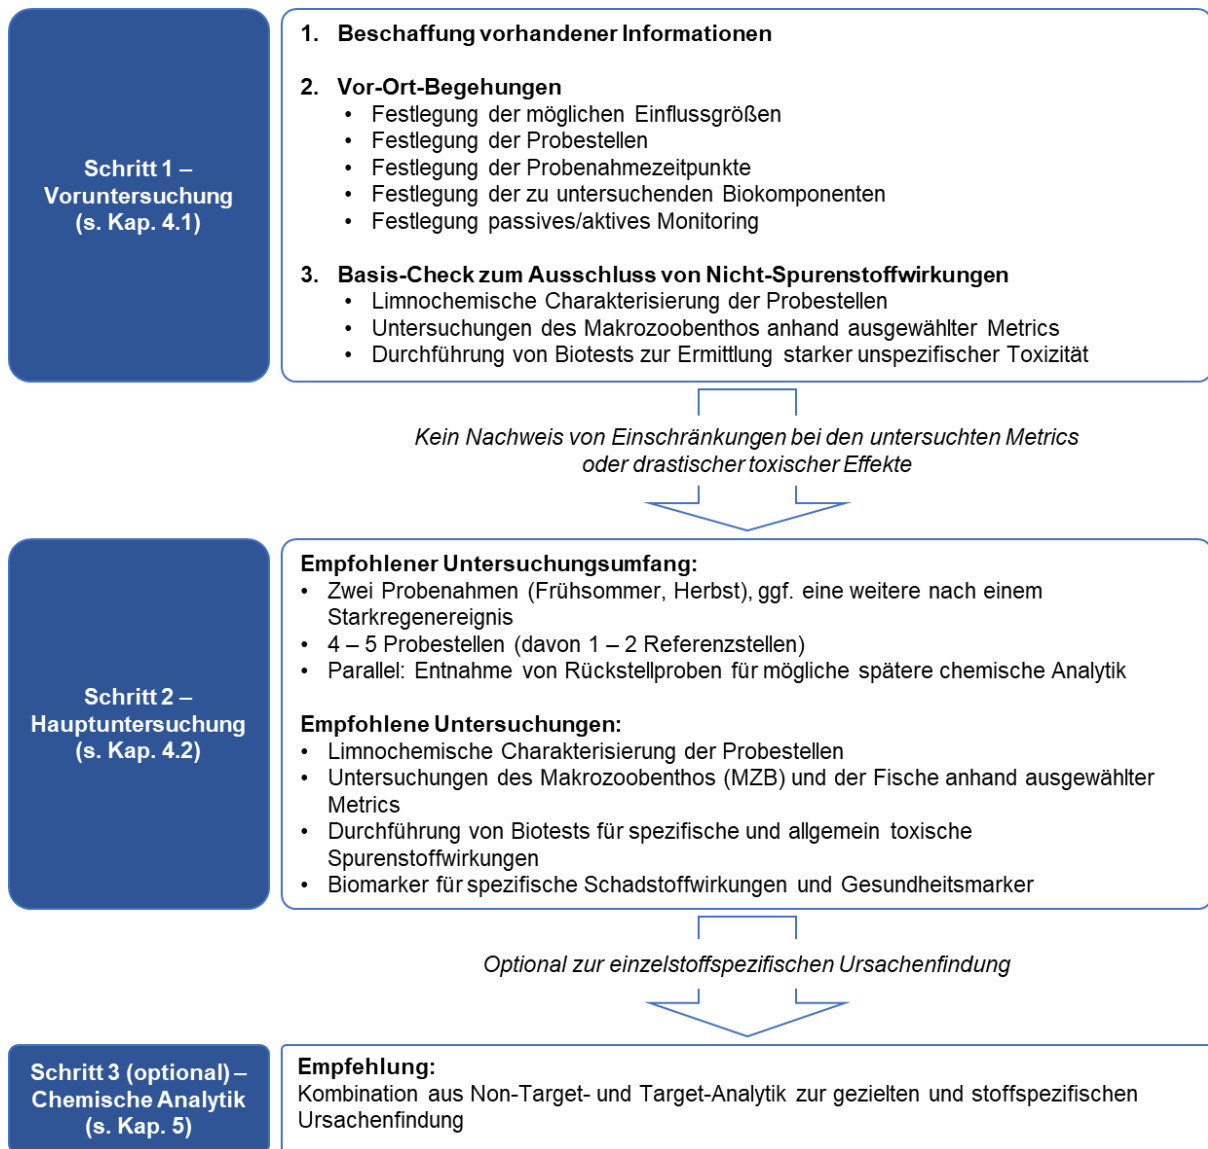 Schritt 1 –
Voruntersuchung
(s. Kap. 4.1)
1. Beschaffung vorhandener Informationen
2. Vor-Ort-Begehungen
• Festlegung der möglichen Einflussgrößen
• Festlegung der Probestellen
• Festlegung der Probenahmezeitpunkte
• Festlegung der zu untersuchenden Biokomponenten
• Festlegung passives/aktives Monitoring
3. Basis-Check zum Ausschluss von Nicht-Spurenstoffwirkungen
• Limnochemische Charakterisierung der Probestellen
• Untersuchungen des Makrozoobenthos anhand ausgewählter Metrics
• Durchführung von Biotests zur Ermittlung starker unspezifischer Toxizität
Kein Nachweis von Einschränkungen bei den untersuchten Metrics
oder drastischer toxischer Effekte
Schritt 2 –
Hauptuntersuchung
(s. Kap. 4.2)
Empfohlener Untersuchungsumfang:
• Zwei Probenahmen (Frühsommer, Herbst), ggf. eine weitere nach einem
Starkregenereignis
• 4 – 5 Probestellen (davon 1 – 2 Referenzstellen)
• Parallel: Entnahme von Rückstellproben für mögliche spätere chemische Analytik
Empfohlene Untersuchungen:
• Limnochemische Charakterisierung der Probestellen
• Untersuchungen des Makrozoobenthos (MZB) und der Fische anhand ausgewählter
Metrics
• Durchführung von Biotests für spezifische und allgemein toxische
Spurenstoffwirkungen
• Biomarker für spezifische Schadstoffwirkungen und Gesundheitsmarker
Optional zur einzelstoffspezifischen Ursachenfindung
Schritt 3 (optional) –
Chemische Analytik
(s. Kap. 5)
Empfehlung:
Kombination aus Non-Target- und Target-Analytik zur gezielten und stoffspezifischen
Ursachenfindung